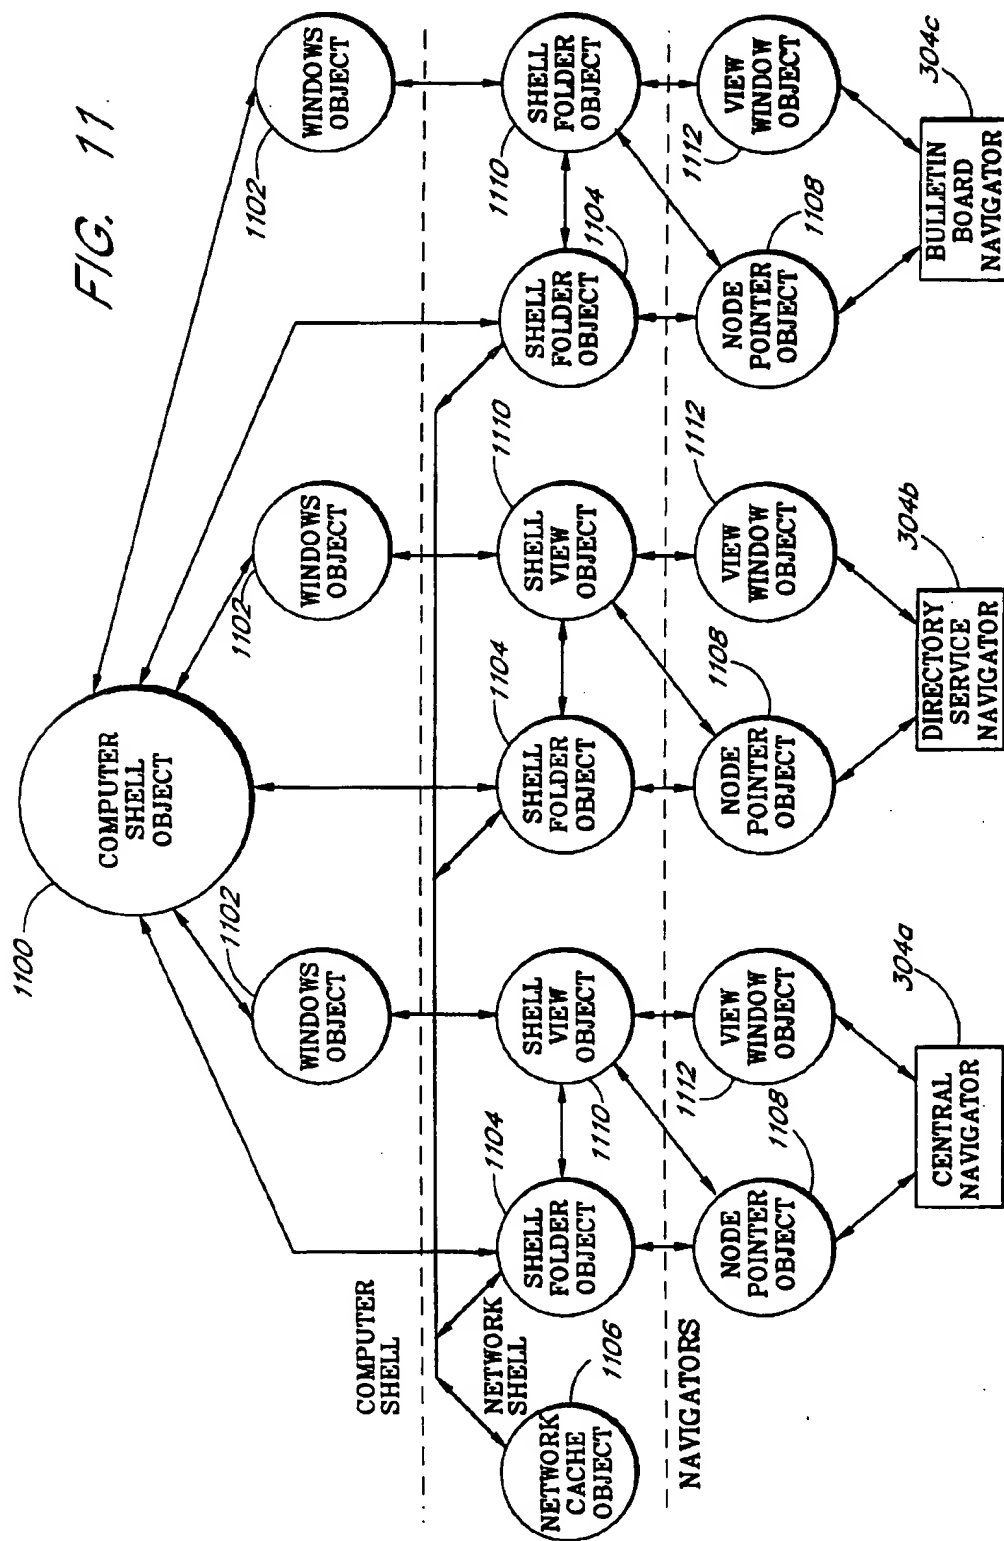 FIG. 11
1100
COMPUTER
SHELL
OBJECT
1102
WINDOWS
OBJECT
1102
WINDOWS
OBJECT
1102
WINDOWS
OBJECT
COMPUTER
SHELL
NETWORK
SHELL
1106
NETWORK
CACHE
OBJECT
1104
SHELL
FOLDER
OBJECT
1110
SHELL
VIEW
OBJECT
1104
SHELL
FOLDER
OBJECT
1110
SHELL
VIEW
OBJECT
1104
SHELL
FOLDER
OBJECT
1110
SHELL
FOLDER
OBJECT
NAVIGATORS
1108
NODE
POINTER
OBJECT
1112
VIEW
WINDOW
OBJECT
1108
NODE
POINTER
OBJECT
1112
VIEW
WINDOW
OBJECT
1108
NODE
POINTER
OBJECT
1112
VIEW
WINDOW
OBJECT
304a
CENTRAL
NAVIGATOR
304b
DIRECTORY
SERVICE
NAVIGATOR
304c
BULLETIN
BOARD
NAVIGATOR